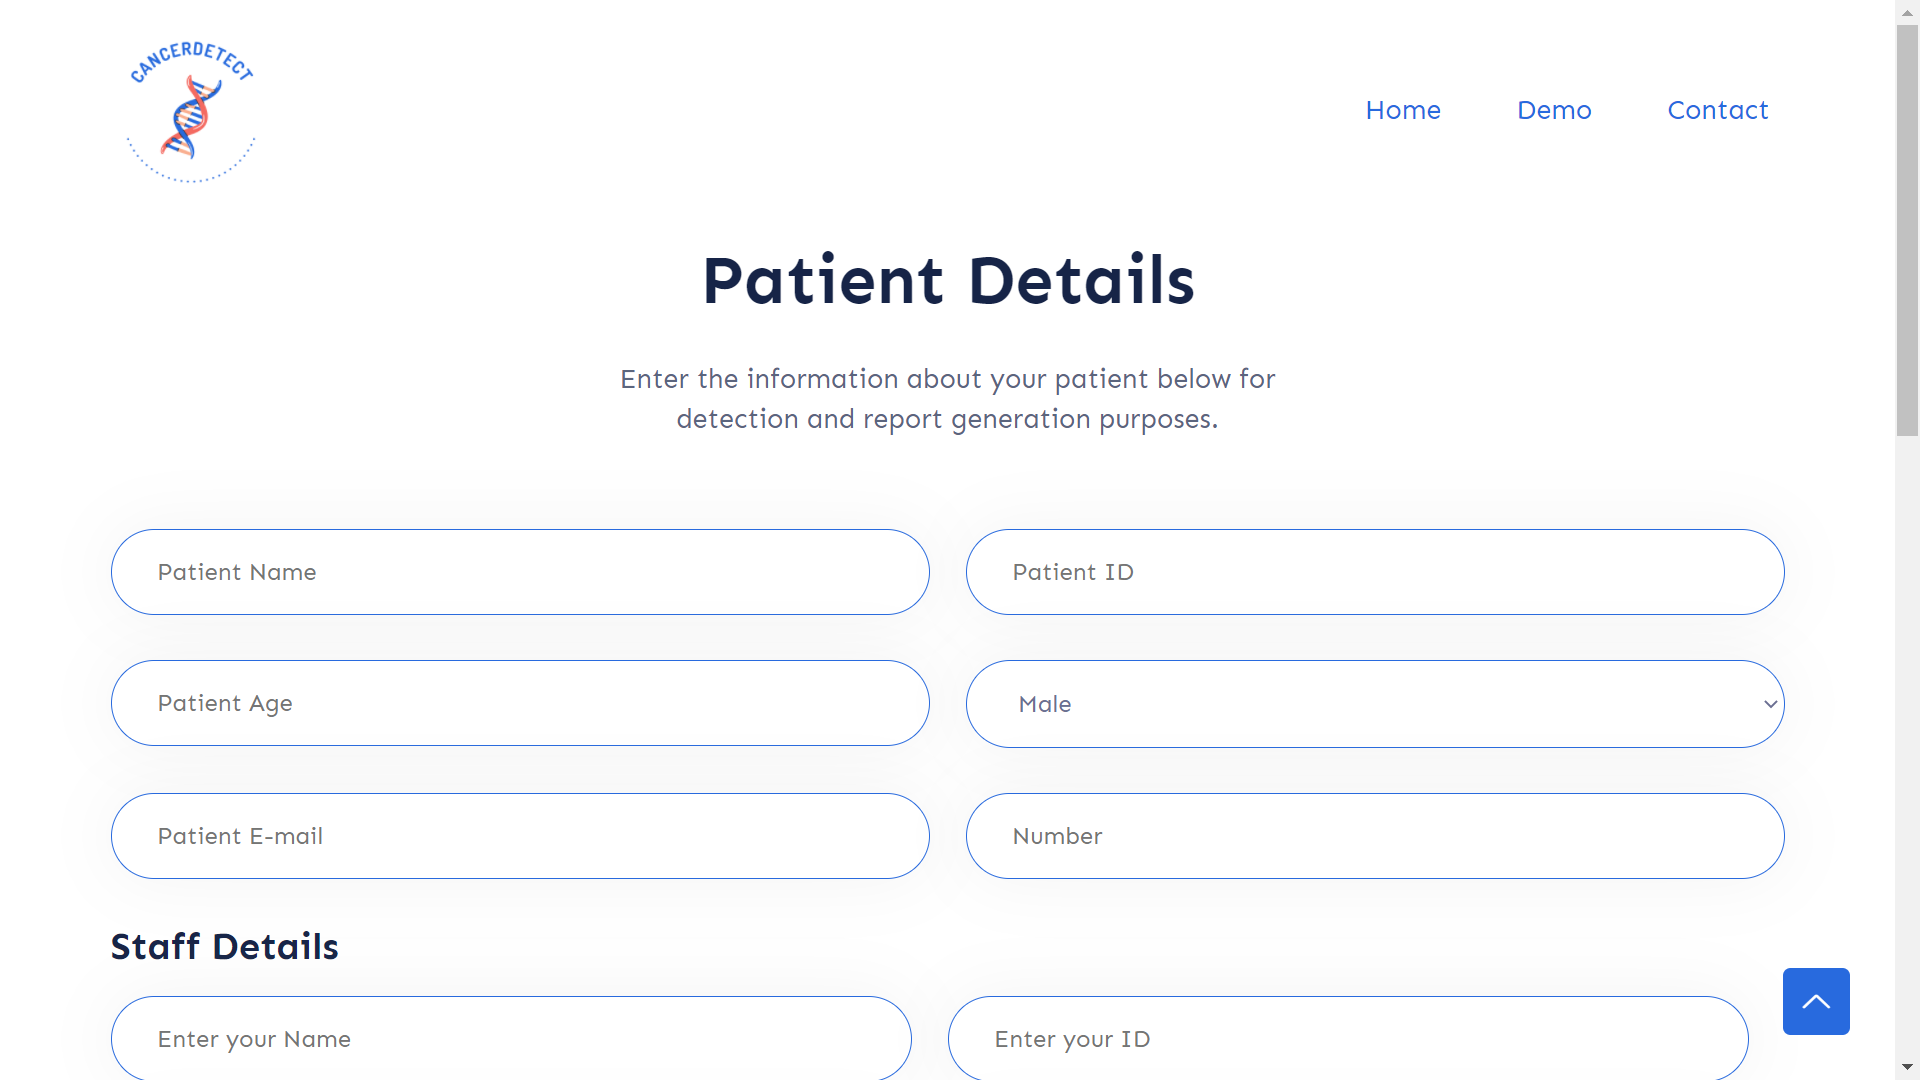 CANCERDETECT
Home Demo Contact
Patient Details
Enter the information about your patient below for
detection and report generation purposes.
Patient Name Patient ID
Patient Age Male
Patient E-mail Number
Staff Details
Enter your Name Enter your ID